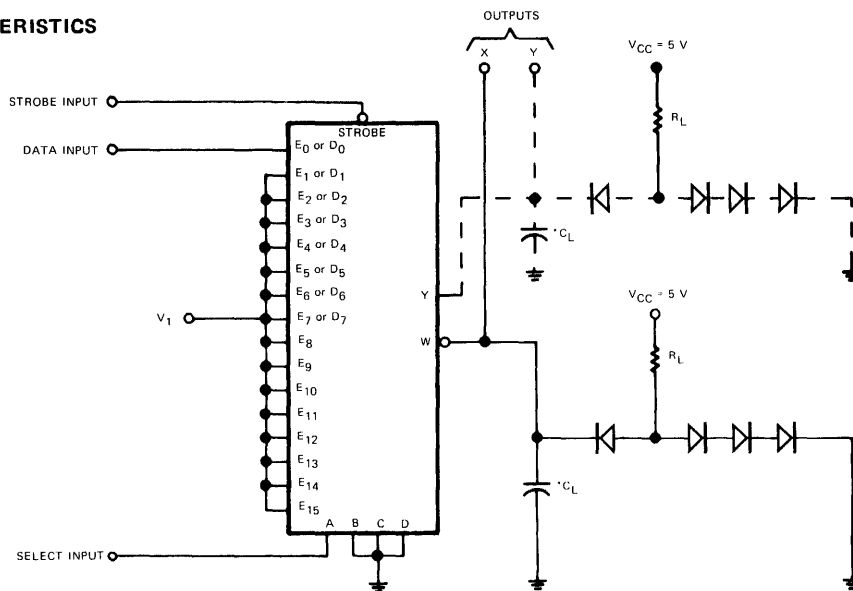 ERISTICS
OUTPUTS
X Y
VCC = 5 V
RL
STROBE INPUT
STROBE
DATA INPUT
E0 or D0
E1 or D1
E2 or D2
E3 or D3
E4 or D4
E5 or D5
E6 or D6
E7 or D7
E8
E9
E10
E11
E12
E13
E14
E15
V1
Y
W
*CL
VCC = 5 V
RL
*CL
A B C D
SELECT INPUT